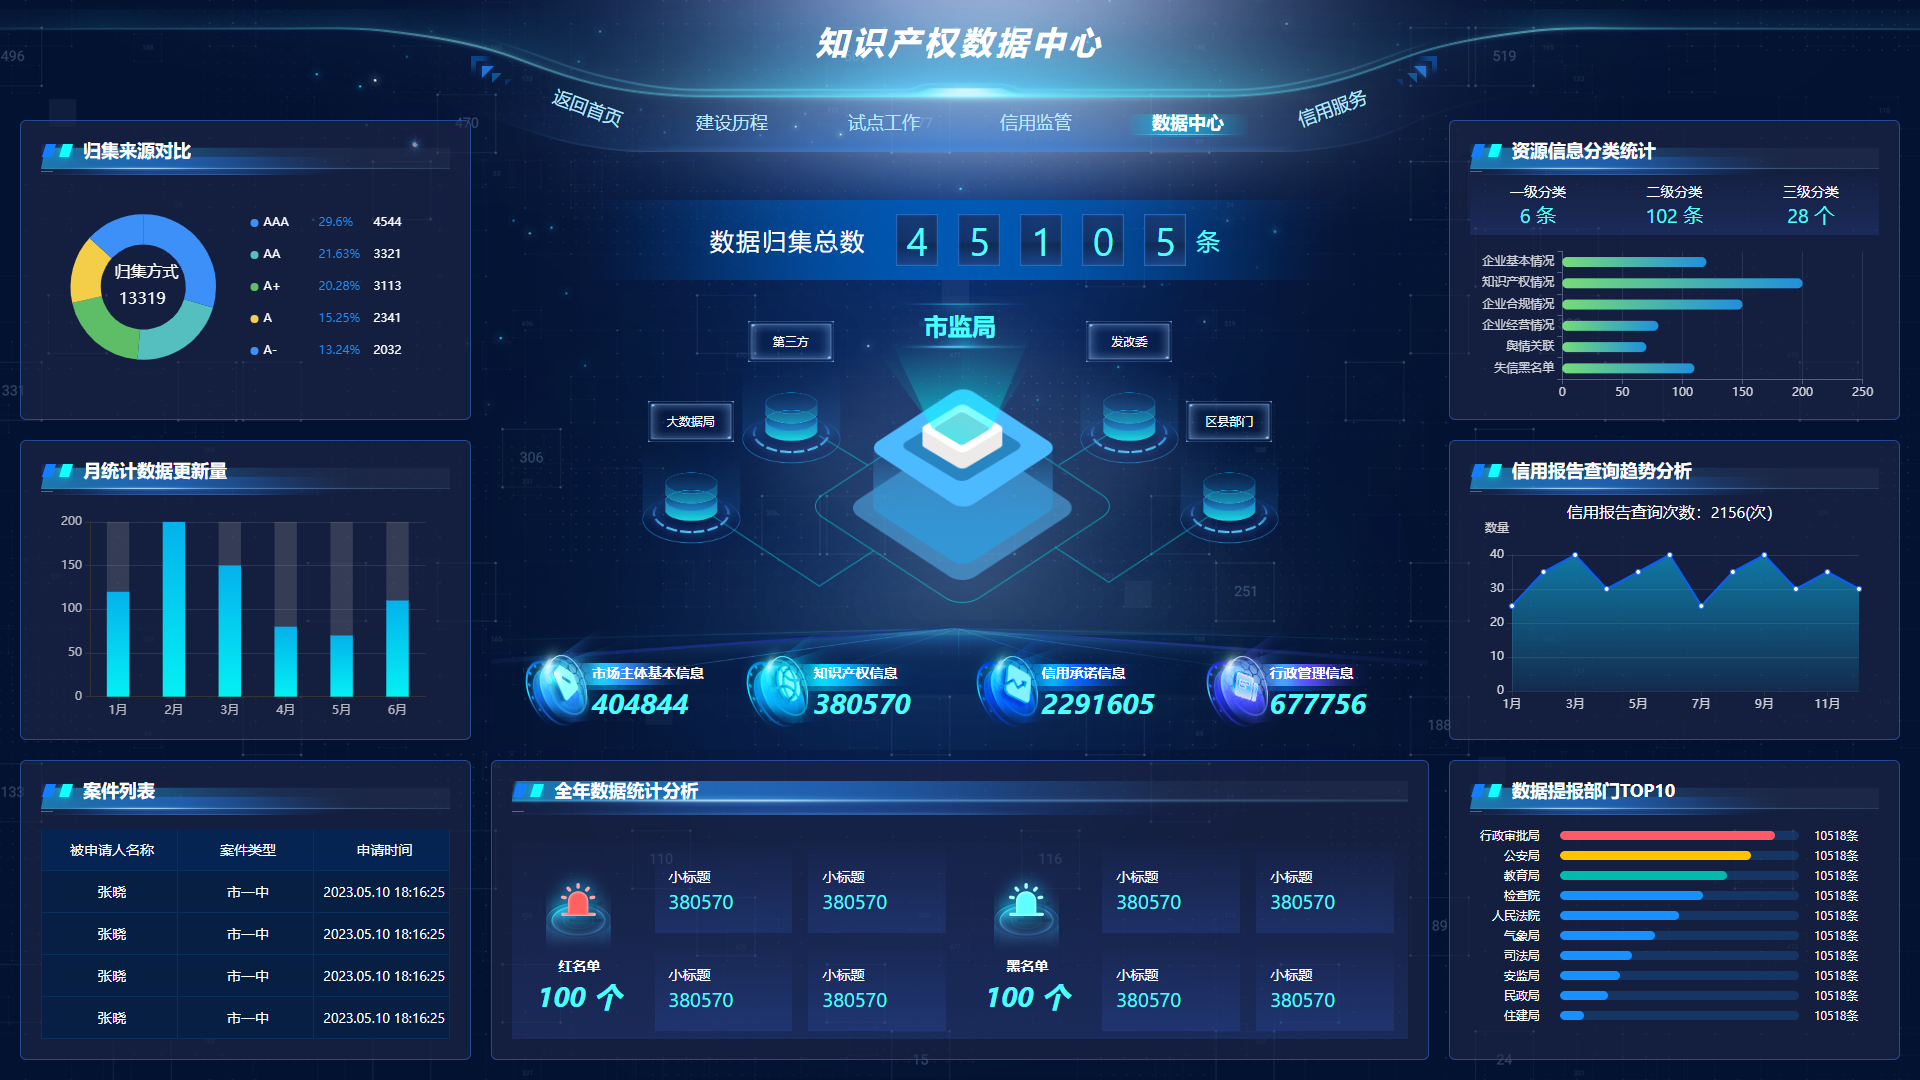 知识产权数据中心
返回首页
建设历程
试点工作
信用监管
数据中心
信用服务
归集来源对比
归集方式
13319
AAA 29.6% 4544
AA 21.63% 3321
A+ 20.28% 3113
A 15.25% 2341
A- 13.24% 2032
月统计数据更新量
200
150
100
50
0
1月 2月 3月 4月 5月 6月
案件列表
被申请人名称 案件类型 申请时间
张晓 市一中 2023.05.10 18:16:25
张晓 市一中 2023.05.10 18:16:25
张晓 市一中 2023.05.10 18:16:25
张晓 市一中 2023.05.10 18:16:25
数据归集总数 4 5 1 0 5 条
市监局
第三方
发改委
大数据局
区县部门
市场主体基本信息
404844
知识产权信息
380570
信用承诺信息
2291605
行政管理信息
677756
全年数据统计分析
红名单
100 个
小标题
380570
小标题
380570
小标题
380570
小标题
380570
黑名单
100 个
小标题
380570
小标题
380570
小标题
380570
小标题
380570
资源信息分类统计
一级分类 二级分类 三级分类
6 条 102 条 28 个
企业基本情况
知识产权情况
企业合规情况
企业经营情况
舆情关联
失信黑名单
0 50 100 150 200 250
信用报告查询趋势分析
信用报告查询次数：2156(次)
数量
40
30
20
10
0
1月 3月 5月 7月 9月 11月
数据提报部门TOP10
行政审批局 10518条
公安局 10518条
教育局 10518条
检查院 10518条
人民法院 10518条
气象局 10518条
司法局 10518条
安监局 10518条
民政局 10518条
住建局 10518条
496
470
519
331
306
251
188
133
110
116
89
15
24